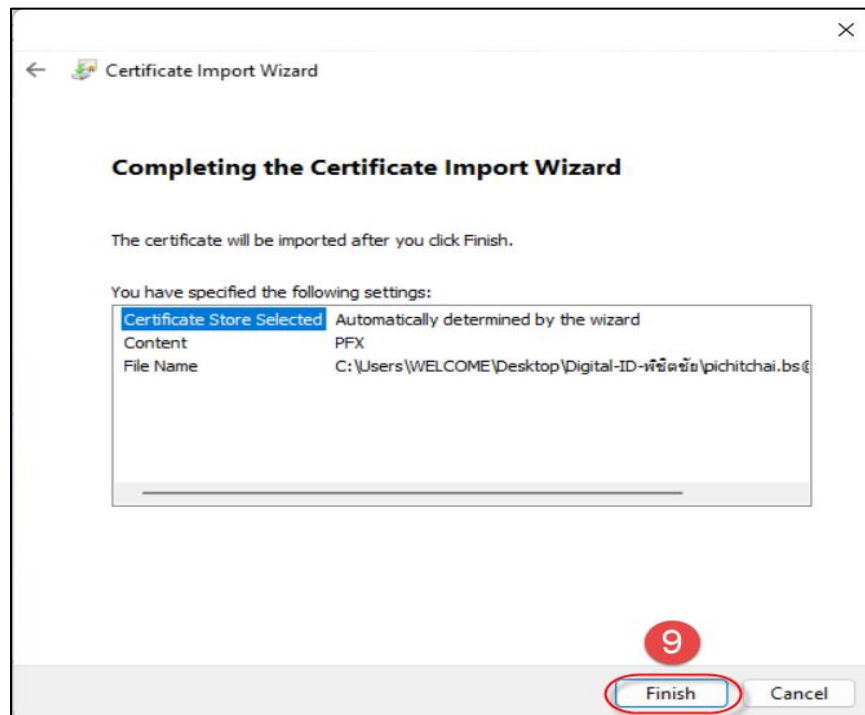 Certificate Import Wizard
Completing the Certificate Import Wizard
The certificate will be imported after you click Finish.
You have specified the following settings:
Certificate Store Selected Automatically determined by the wizard
Content PFX
File Name C:\Users\WELCOME\Desktop\Digital-ID-พิชิตชัย\pichitchai.bs@
9
Finish Cancel